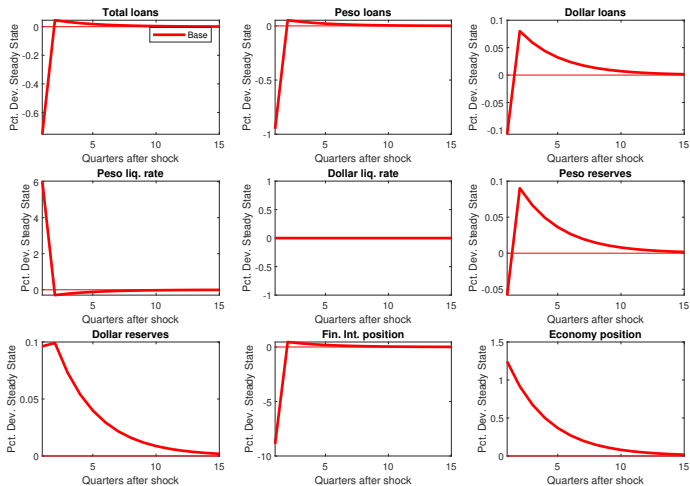 Total loans
Pct. Dev. Steady State
0
-0.2
-0.4
-0.6
5
10
15
Quarters after shock
Base
Peso loans
Pct. Dev. Steady State
0
-0.5
-1
5
10
15
Quarters after shock
Dollar loans
Pct. Dev. Steady State
0.1
0.05
0
-0.05
-0.1
5
10
15
Quarters after shock
Peso liq. rate
Pct. Dev. Steady State
6
4
2
0
5
10
15
Quarters after shock
Dollar liq. rate
Pct. Dev. Steady State
1
0.5
0
-0.5
-1
5
10
15
Quarters after shock
Peso reserves
Pct. Dev. Steady State
0.1
0.05
0
-0.05
5
10
15
Quarters after shock
Dollar reserves
Pct. Dev. Steady State
0.1
0.05
0
5
10
15
Quarters after shock
Fin. Int. position
Pct. Dev. Steady State
0
-5
-10
5
10
15
Quarters after shock
Economy position
Pct. Dev. Steady State
1.5
1
0.5
0
5
10
15
Quarters after shock